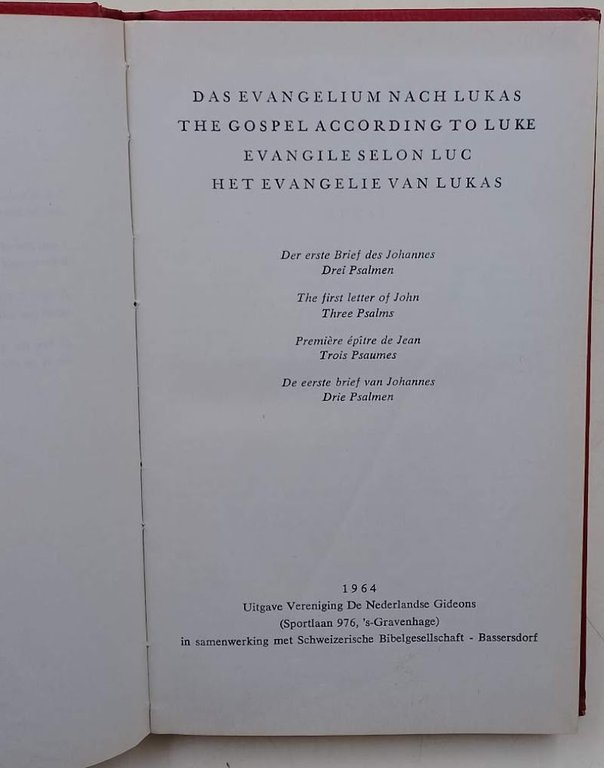 DAS EVANGELIUM NACH LUKAS
THE GOSPEL ACCORDING TO LUKE
EVANGILE SELON LUC
HET EVANGELIE VAN LUKAS
Der erste Brief des Johannes
Drei Psalmen
The first letter of John
Three Psalms
Première épître de Jean
Trois Psaumes
De eerste brief van Johannes
Drie Psalmen
1964
Uitgave Vereniging De Nederlandse Gideons
(Sportlaan 976, 's-Gravenhage)
in samenwerking met Schweizerische Bibelgesellschaft - Bassersdorf